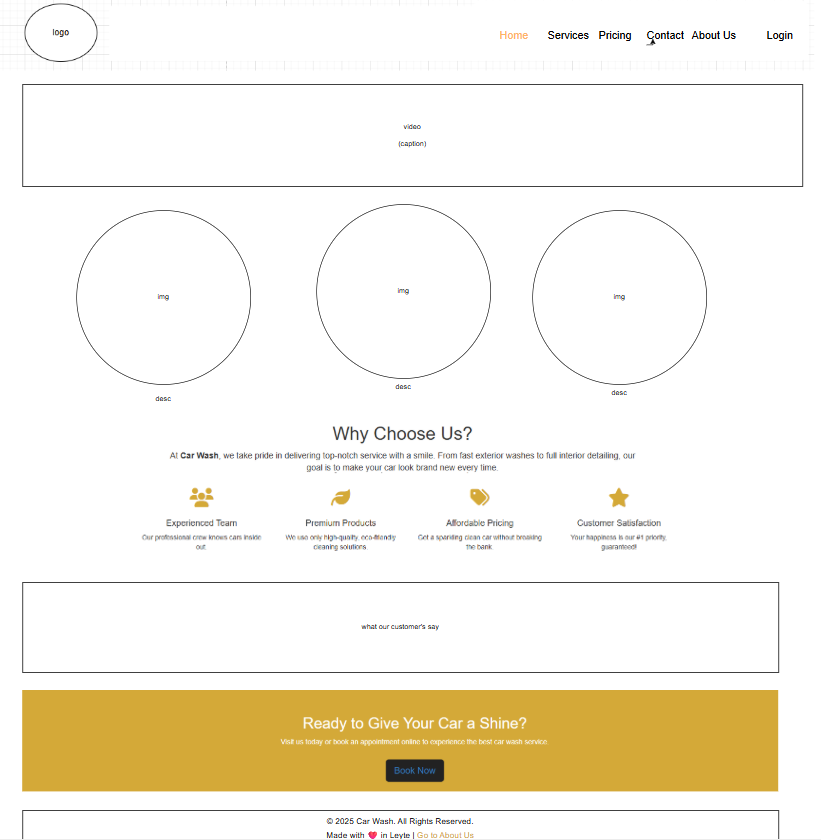 logo
Home Services Pricing Contact About Us Login
video
(caption)
img img img
desc desc desc
Why Choose Us?
At Car Wash, we take pride in delivering top-notch service with a smile. From fast exterior washes to full interior detailing, our
goal is to make your car look brand new every time.
Experienced Team
Our professional crew knows cars inside
out.
Premium Products
We use only high-quality, eco-friendly
cleaning solutions.
Affordable Pricing
Get a sparkling clean car without breaking
the bank.
Customer Satisfaction
Your happiness is our #1 priority,
guaranteed!
what our customer's say
Ready to Give Your Car a Shine?
Visit us today or book an appointment online to experience the best car wash service.
Book Now
© 2025 Car Wash. All Rights Reserved.
Made with ❤️ in Leyte | Go to About Us